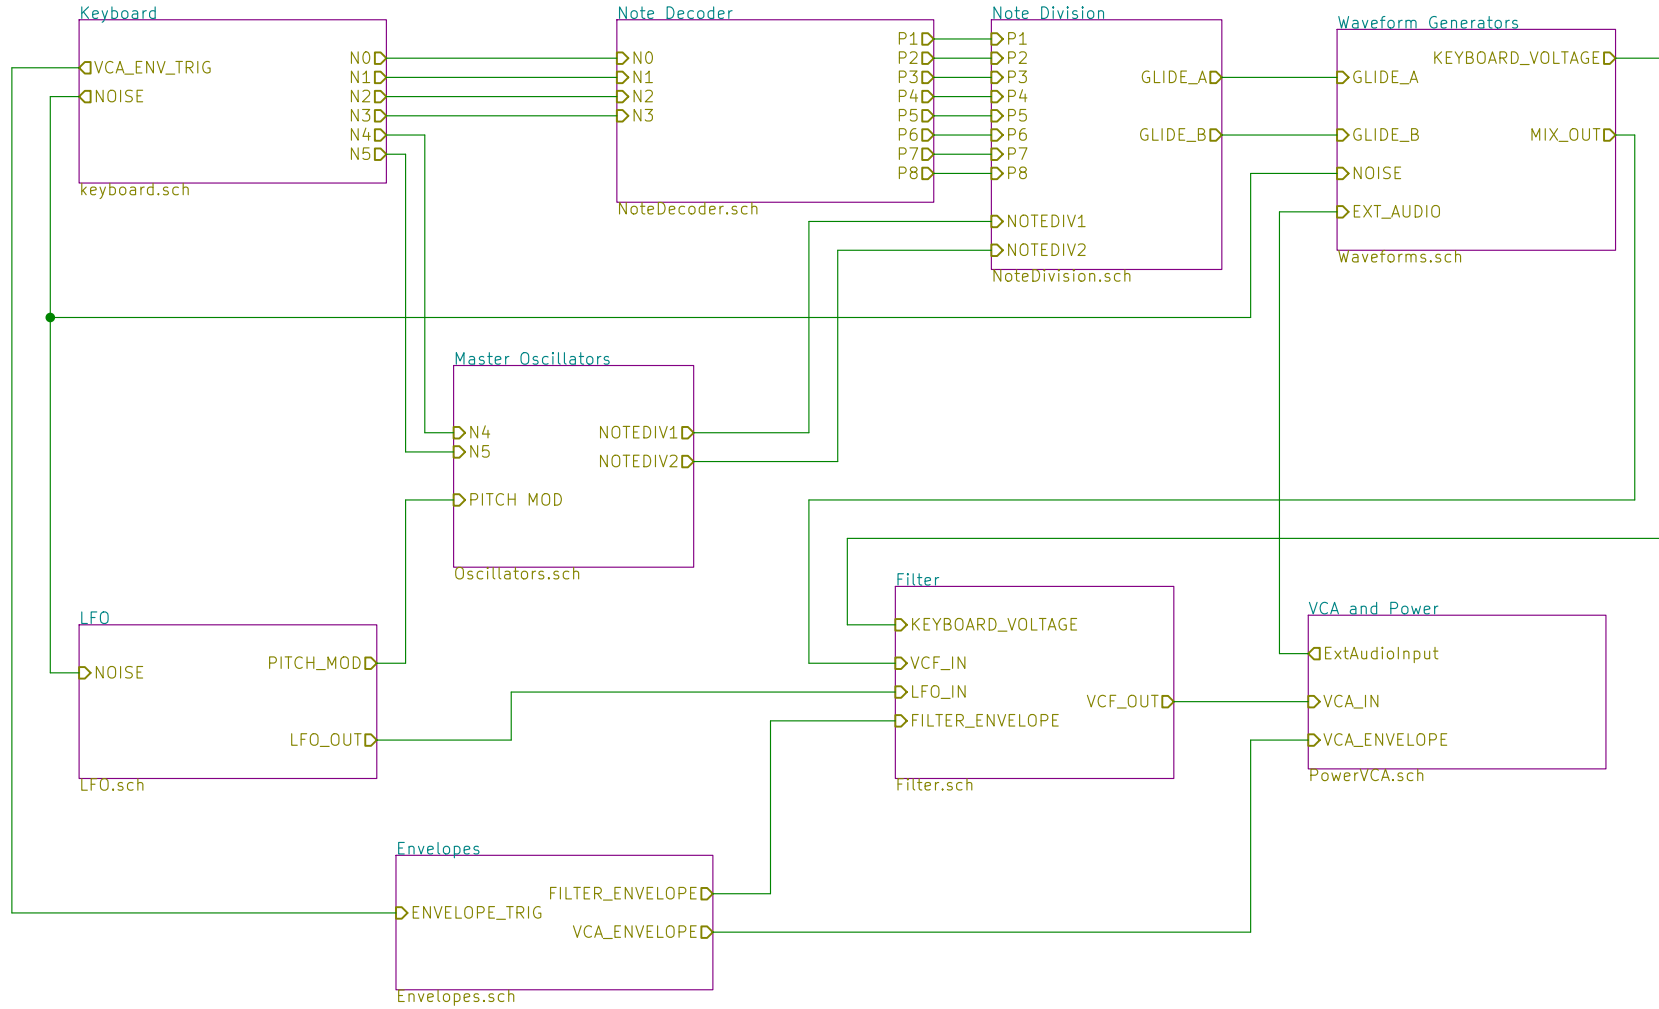 Keyboard
VCA_ENV_TRIG
NOISE
N0
N1
N2
N3
N4
N5
keyboard.sch
Note Decoder
N0
N1
N2
N3
P1
P2
P3
P4
P5
P6
P7
P8
NoteDecoder.sch
Note Division
P1
P2
P3
P4
P5
P6
P7
P8
NOTEDIV1
NOTEDIV2
GLIDE_A
GLIDE_B
NoteDivision.sch
Waveform Generators
KEYBOARD_VOLTAGE
GLIDE_A
GLIDE_B
MIX_OUT
NOISE
EXT_AUDIO
Waveforms.sch
Master Oscillators
N4
N5
PITCH MOD
NOTEDIV1
NOTEDIV2
Oscillators.sch
LFO
NOISE
PITCH_MOD
LFO_OUT
LFO.sch
Filter
KEYBOARD_VOLTAGE
VCF_IN
LFO_IN
FILTER_ENVELOPE
VCF_OUT
Filter.sch
VCA and Power
ExtAudioInput
VCA_IN
VCA_ENVELOPE
PowerVCA.sch
Envelopes
FILTER_ENVELOPE
ENVELOPE_TRIG
VCA_ENVELOPE
Envelopes.sch